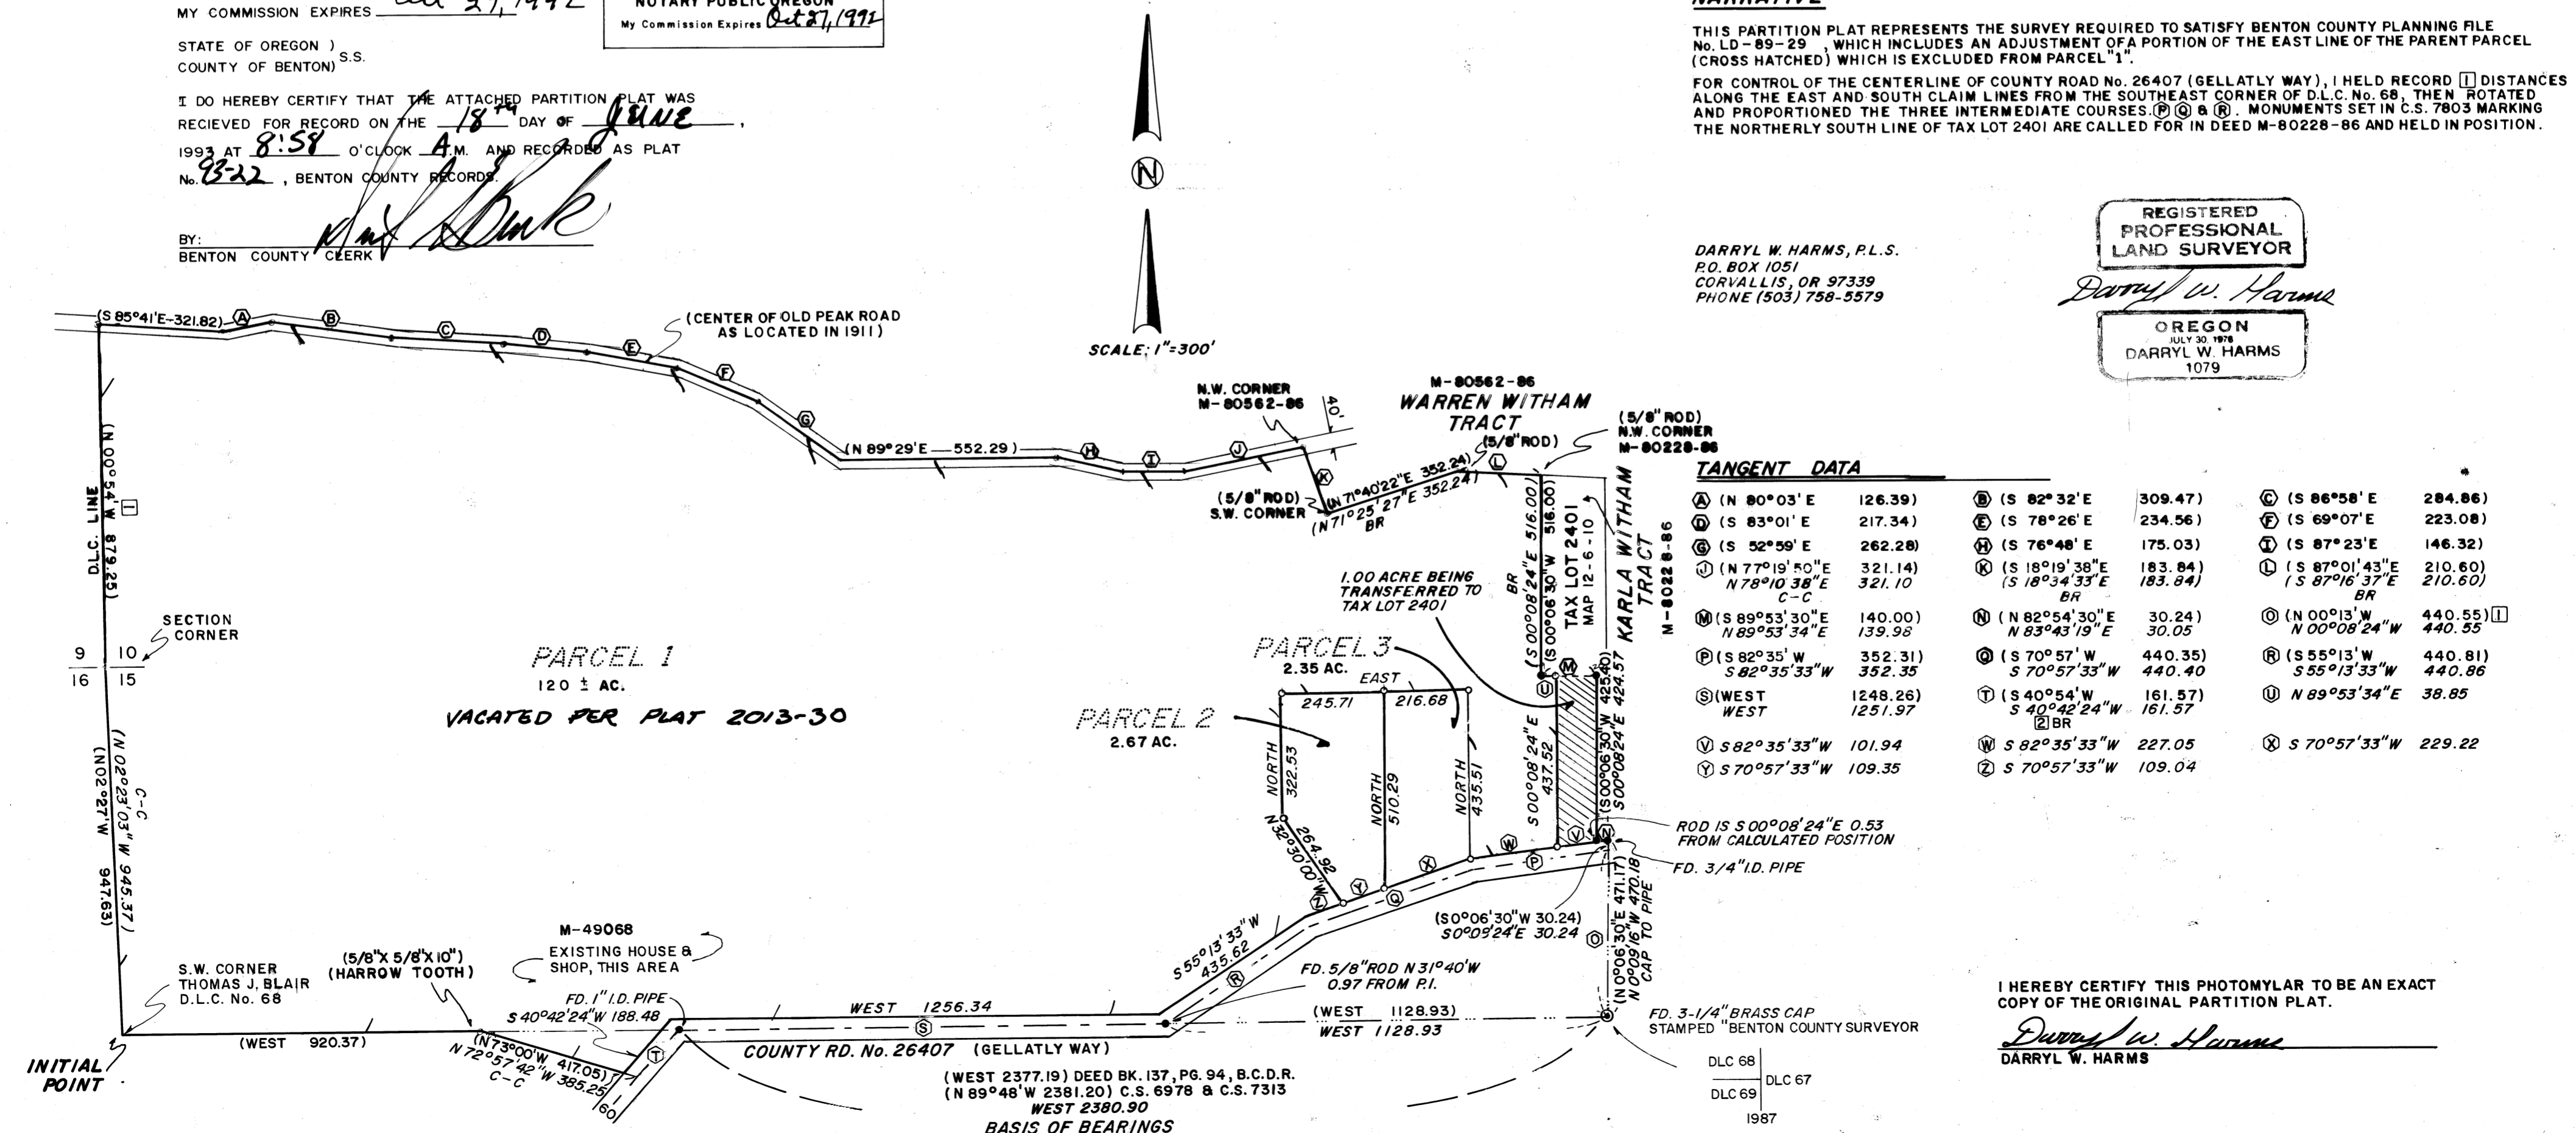 MY COMMISSION EXPIRES Oct 27, 1992
NOTARY PUBLIC OREGON
My Commission Expires Oct 27, 1992
STATE OF OREGON )
S.S.
COUNTY OF BENTON)
I DO HEREBY CERTIFY THAT THE ATTACHED PARTITION PLAT WAS
RECIEVED FOR RECORD ON THE 18th DAY OF JUNE ,
1993 AT 8:58 O'CLOCK A.M. AND RECORDED AS PLAT
No. 93-22 , BENTON COUNTY RECORDS.
BY:
BENTON COUNTY CLERK
N
SCALE: 1"=300'
NARRATIVE
THIS PARTITION PLAT REPRESENTS THE SURVEY REQUIRED TO SATISFY BENTON COUNTY PLANNING FILE
No. LD-89-29 , WHICH INCLUDES AN ADJUSTMENT OF A PORTION OF THE EAST LINE OF THE PARENT PARCEL
(CROSS HATCHED) WHICH IS EXCLUDED FROM PARCEL "1".
FOR CONTROL OF THE CENTERLINE OF COUNTY ROAD No. 26407 (GELLATLY WAY), I HELD RECORD 1 DISTANCES
ALONG THE EAST AND SOUTH CLAIM LINES FROM THE SOUTHEAST CORNER OF D.L.C. No. 68, THEN ROTATED
AND PROPORTIONED THE THREE INTERMEDIATE COURSES. P Q & R. MONUMENTS SET IN C.S. 7803 MARKING
THE NORTHERLY SOUTH LINE OF TAX LOT 2401 ARE CALLED FOR IN DEED M-80228-86 AND HELD IN POSITION.
DARRYL W. HARMS, P.L.S.
P.O. BOX 1051
CORVALLIS, OR 97339
PHONE (503) 758-5579
REGISTERED
PROFESSIONAL
LAND SURVEYOR
Darryl W. Harms
OREGON
JULY 30, 1976
DARRYL W. HARMS
1079
(S 85°41'E-321.82)
A
B
C
D
E
F
G
(CENTER OF OLD PEAK ROAD
AS LOCATED IN 1911)
(N 89°29'E — 552.29)
H
I
J
N.W. CORNER
M-80562-86
40'
M-80562-86
WARREN WITHAM
TRACT
(5/8" ROD)
K
(5/8" ROD)
S.W. CORNER
(N 71°40'22"E 352.24)
(N 71°25'27"E 352.24)
BR
L
(5/8" ROD)
N.W. CORNER
M-80228-86
D.L.C. LINE
(N 00°54'W 879.25)
1
SECTION
CORNER
9 10
16 15
C-C
(N 02°23'03"W 945.37)
(N 02°27'W 947.63)
PARCEL 1
120 ± AC.
VACATED PER PLAT 2013-30
BR
(S 00°08'24"E 516.00)
(S 00°06'30"W 516.00)
TAX LOT 2401
MAP 12-6-10
KARLA WITHAM
TRACT
M-80228-86
1.00 ACRE BEING
TRANSFERRED TO
TAX LOT 2401
PARCEL 3
2.35 AC.
EAST
245.71
216.68
PARCEL 2
2.67 AC.
NORTH
322.53
NORTH
510.29
NORTH
435.51
S 00°08'24"E
437.52
M
U
(S 00°06'30"W 425.40)
S 00°08'24"E 424.57
264.92
N 32°30'00"W
Z
Y
Q
X
W
P
V
N
ROD IS S 00°08'24"E 0.53
FROM CALCULATED POSITION
FD. 3/4" I.D. PIPE
(S 0°06'30"W 30.24)
S 0°09'24"E 30.24
O
(N 0°06'30"E 471.17)
N 0°09'16"W 470.18
CAP TO PIPE
TANGENT DATA
A (N 80°03'E 126.39) B (S 82°32'E 309.47) C (S 86°58'E 284.86)
D (S 83°01'E 217.34) E (S 78°26'E 234.56) F (S 69°07'E 223.08)
G (S 52°59'E 262.28) H (S 76°48'E 175.03) I (S 87°23'E 146.32)
J (N 77°19'50"E 321.14) K (S 18°19'38"E 183.84) L (S 87°01'43"E 210.60)
N 78°10'38"E 321.10 (S 18°34'33"E 183.84) (S 87°16'37"E 210.60)
C-C BR BR
M (S 89°53'30"E 140.00) N (N 82°54'30"E 30.24) O (N 00°13'W 440.55) 1
N 89°53'34"E 139.98 N 83°43'19"E 30.05 N 00°08'24"W 440.55
P (S 82°35'W 352.31) Q (S 70°57'W 440.35) R (S 55°13'W 440.81)
S 82°35'33"W 352.35 S 70°57'33"W 440.40 S 55°13'33"W 440.86
S (WEST 1248.26) T (S 40°54'W 161.57) U N 89°53'34"E 38.85
WEST 1251.97 S 40°42'24"W 161.57
2 BR
V S 82°35'33"W 101.94 W S 82°35'33"W 227.05 X S 70°57'33"W 229.22
Y S 70°57'33"W 109.35 Z S 70°57'33"W 109.04
S.W. CORNER
THOMAS J. BLAIR
D.L.C. No. 68
INITIAL
POINT
(WEST 920.37)
(5/8" X 5/8" X 10")
(HARROW TOOTH)
M-49068
EXISTING HOUSE &
SHOP, THIS AREA
FD. 1" I.D. PIPE
S 40°42'24"W 188.48
(N 73°00'W 417.05)
N 72°57'42"W 385.25
C-C
T
60
WEST 1256.34
S
COUNTY RD. No. 26407 (GELLATLY WAY)
S 55°13'33"W
435.62
R
FD. 5/8" ROD N 31°40'W
0.97 FROM P.I.
(WEST 1128.93)
WEST 1128.93
(WEST 2377.19) DEED BK. 137, PG. 94, B.C.D.R.
(N 89°48'W 2381.20) C.S. 6978 & C.S. 7313
WEST 2380.90
BASIS OF BEARINGS
FD. 3-1/4" BRASS CAP
STAMPED "BENTON COUNTY SURVEYOR
DLC 68
DLC 67
DLC 69
1987
I HEREBY CERTIFY THIS PHOTOMYLAR TO BE AN EXACT
COPY OF THE ORIGINAL PARTITION PLAT.
Darryl W. Harms
DARRYL W. HARMS